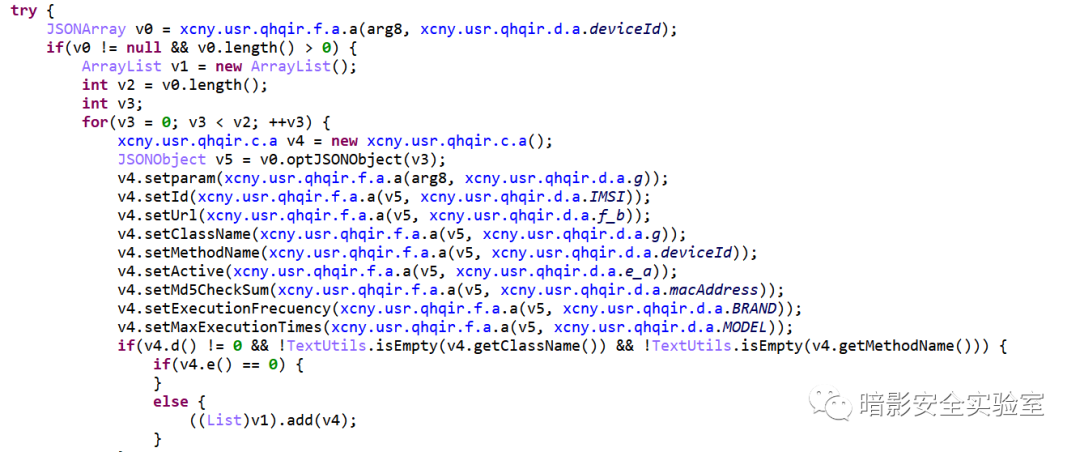 try {
    JSONArray v0 = xcny.usr.qhqir.f.a.a(arg8, xcny.usr.qhqir.d.a.deviceId);
    if(v0 != null && v0.length() > 0) {
        ArrayList v1 = new ArrayList();
        int v2 = v0.length();
        int v3;
        for(v3 = 0; v3 < v2; ++v3) {
            xcny.usr.qhqir.c.a v4 = new xcny.usr.qhqir.c.a();
            JSONObject v5 = v0.optJSONObject(v3);
            v4.setparam(xcny.usr.qhqir.f.a.a(arg8, xcny.usr.qhqir.d.a.g));
            v4.setId(xcny.usr.qhqir.f.a.a(v5, xcny.usr.qhqir.d.a.IMSI));
            v4.setUrl(xcny.usr.qhqir.f.a.a(v5, xcny.usr.qhqir.d.a.f_b));
            v4.setClassName(xcny.usr.qhqir.f.a.a(v5, xcny.usr.qhqir.d.a.g));
            v4.setMethodName(xcny.usr.qhqir.f.a.a(v5, xcny.usr.qhqir.d.a.deviceId));
            v4.setActive(xcny.usr.qhqir.f.a.a(v5, xcny.usr.qhqir.d.a.e_a));
            v4.setMd5CheckSum(xcny.usr.qhqir.f.a.a(v5, xcny.usr.qhqir.d.a.macAddress));
            v4.setExecutionFrecuency(xcny.usr.qhqir.f.a.a(v5, xcny.usr.qhqir.d.a.BRAND));
            v4.setMaxExecutionTimes(xcny.usr.qhqir.f.a.a(v5, xcny.usr.qhqir.d.a.MODEL));
            if(v4.d() != 0 && !TextUtils.isEmpty(v4.getClassName()) && !TextUtils.isEmpty(v4.getMethodName())) {
                if(v4.e() == 0) {
                }
                else {
                    ((List)v1).add(v4);
                }
暗影安全实验室